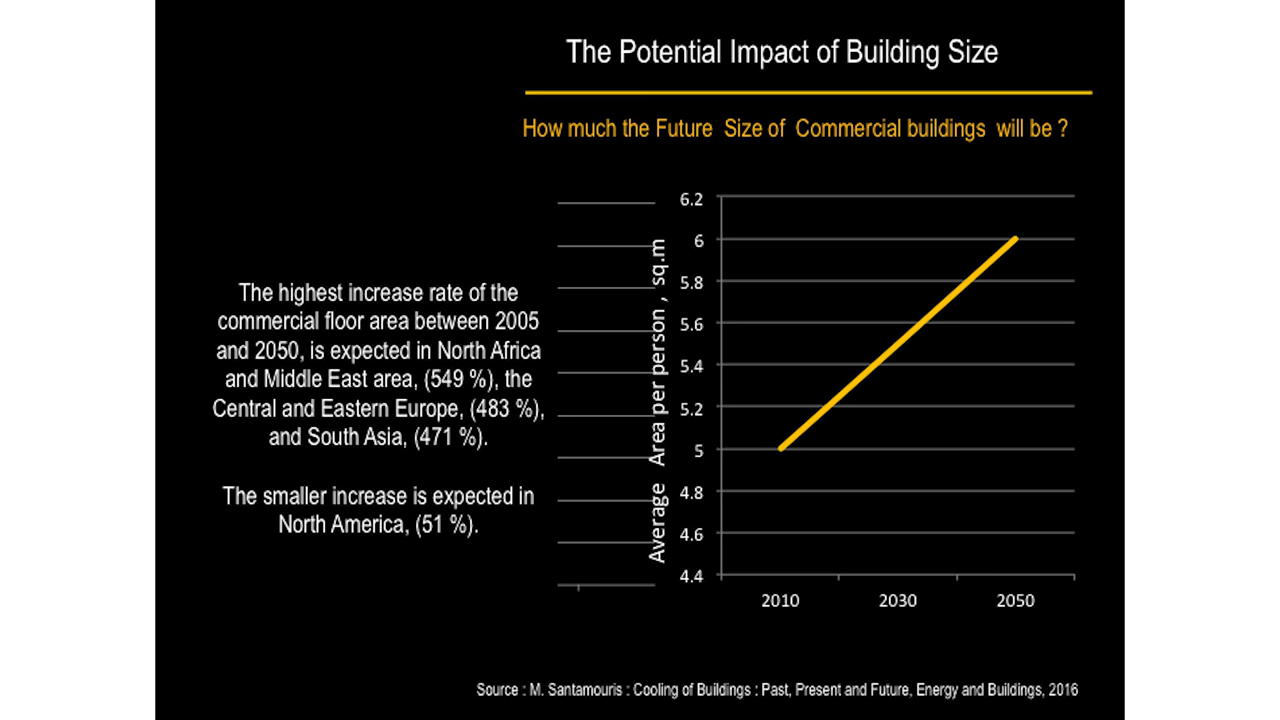 The Potential Impact of Building Size
How much the Future Size of Commercial buildings will be ?
The highest increase rate of the
commercial floor area between 2005
and 2050, is expected in North Africa
and Middle East area, (549 %), the
Central and Eastern Europe, (483 %),
and South Asia, (471 %).
The smaller increase is expected in
North America, (51 %).
Average Area per person , sq.m
6.2
6
5.8
5.6
5.4
5.2
5
4.8
4.6
4.4
2010 2030 2050
Source : M. Santamouris : Cooling of Buildings : Past, Present and Future, Energy and Buildings, 2016